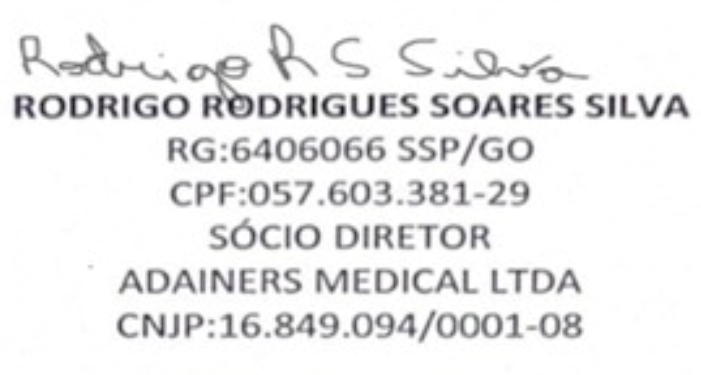 Rodrigo R S Silva
RODRIGO RODRIGUES SOARES SILVA
RG:6406066 SSP/GO
CPF:057.603.381-29
SÓCIO DIRETOR
ADAINERS MEDICAL LTDA
CNJP:16.849.094/0001-08